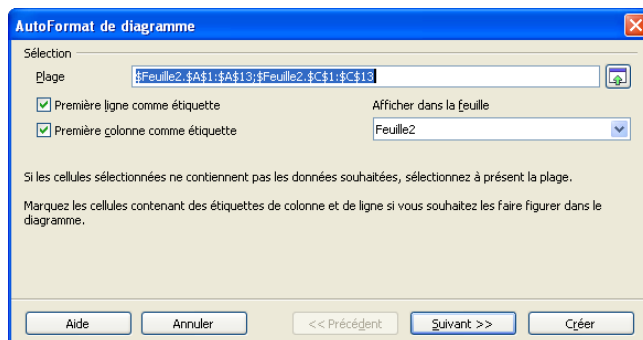 AutoFormat de diagramme
Sélection
Plage
$Feuille2.$A$1:$A$13;$Feuille2.$C$1:$C$13
Première ligne comme étiquette
Afficher dans la feuille
Première colonne comme étiquette
Feuille2
Si les cellules sélectionnées ne contiennent pas les données souhaitées, sélectionnez à présent la plage.
Marquez les cellules contenant des étiquettes de colonne et de ligne si vous souhaitez les faire figurer dans le
diagramme.
Aide
Annuler
<< Précédent
Suivant >>
Créer